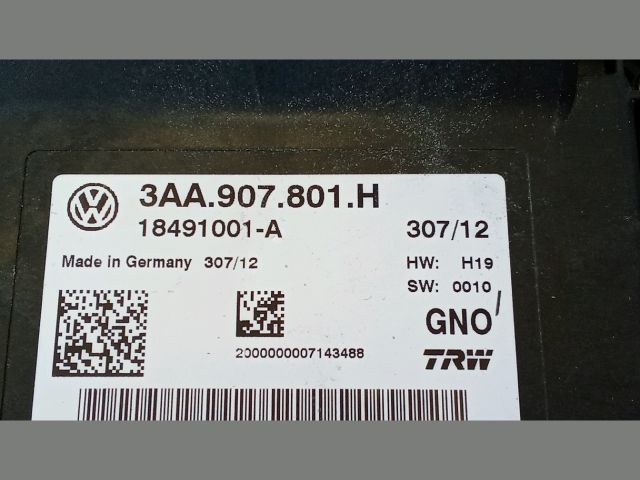 3AA.907.801.H
18491001-A 307/12
Made in Germany 307/12 HW: H19
SW: 0010
GNO
2000000007143488 TRW